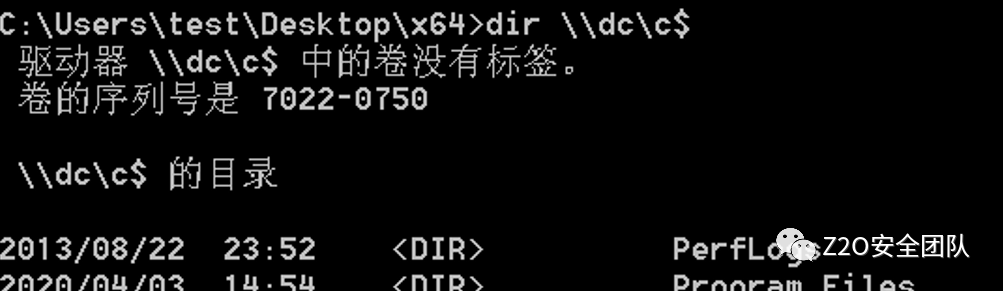 C:\Users\test\Desktop\x64>dir \\dc\c$
驱动器 \\dc\c$ 中的卷没有标签。
卷的序列号是 7022-0750
\\dc\c$ 的目录
2013/08/22 23:52 <DIR> PerfLogs
Z2O安全团队
2020/04/03 14:54 <DIR> Program Files